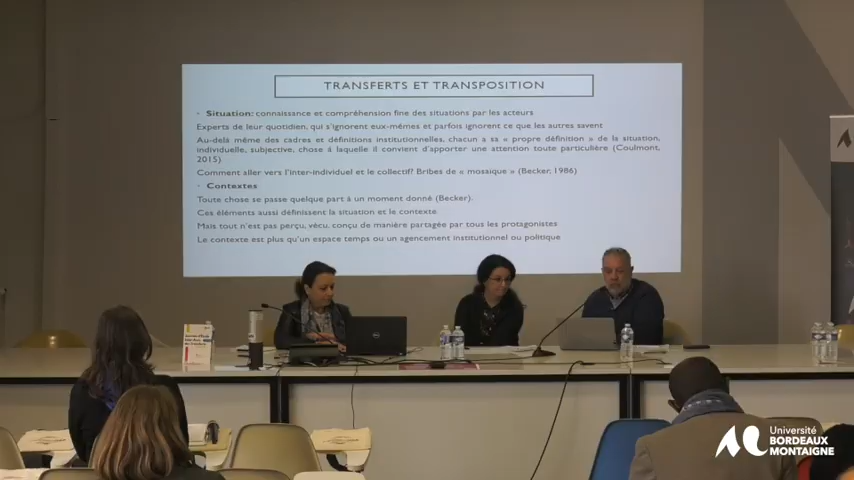 TRANSFERTS ET TRANSPOSITION
• Situation: connaissance et compréhension fine des situations par les acteurs
Experts de leur quotidien, qui s'ignorent eux-mêmes et parfois ignorent ce que les autres savent
Au-delà même des cadres et définitions institutionnelles, chacun a sa « propre définition » de la situation,
individuelle, subjective, chose à laquelle il convient d'apporter une attention toute particulière (Coulmont,
2015).
Comment aller vers l'inter-individuel et le collectif? Bribes de « mosaïque » (Becker, 1986)
• Contextes
Toute chose se passe quelque part à un moment donné (Becker).
Ces éléments aussi définissent la situation et le contexte
Mais tout n'est pas perçu, vécu, conçu de manière partagée par tous les protagonistes
Le contexte est plus qu'un espace temps ou un agencement institutionnel ou politique
DELL
Université
BORDEAUX
MONTAIGNE